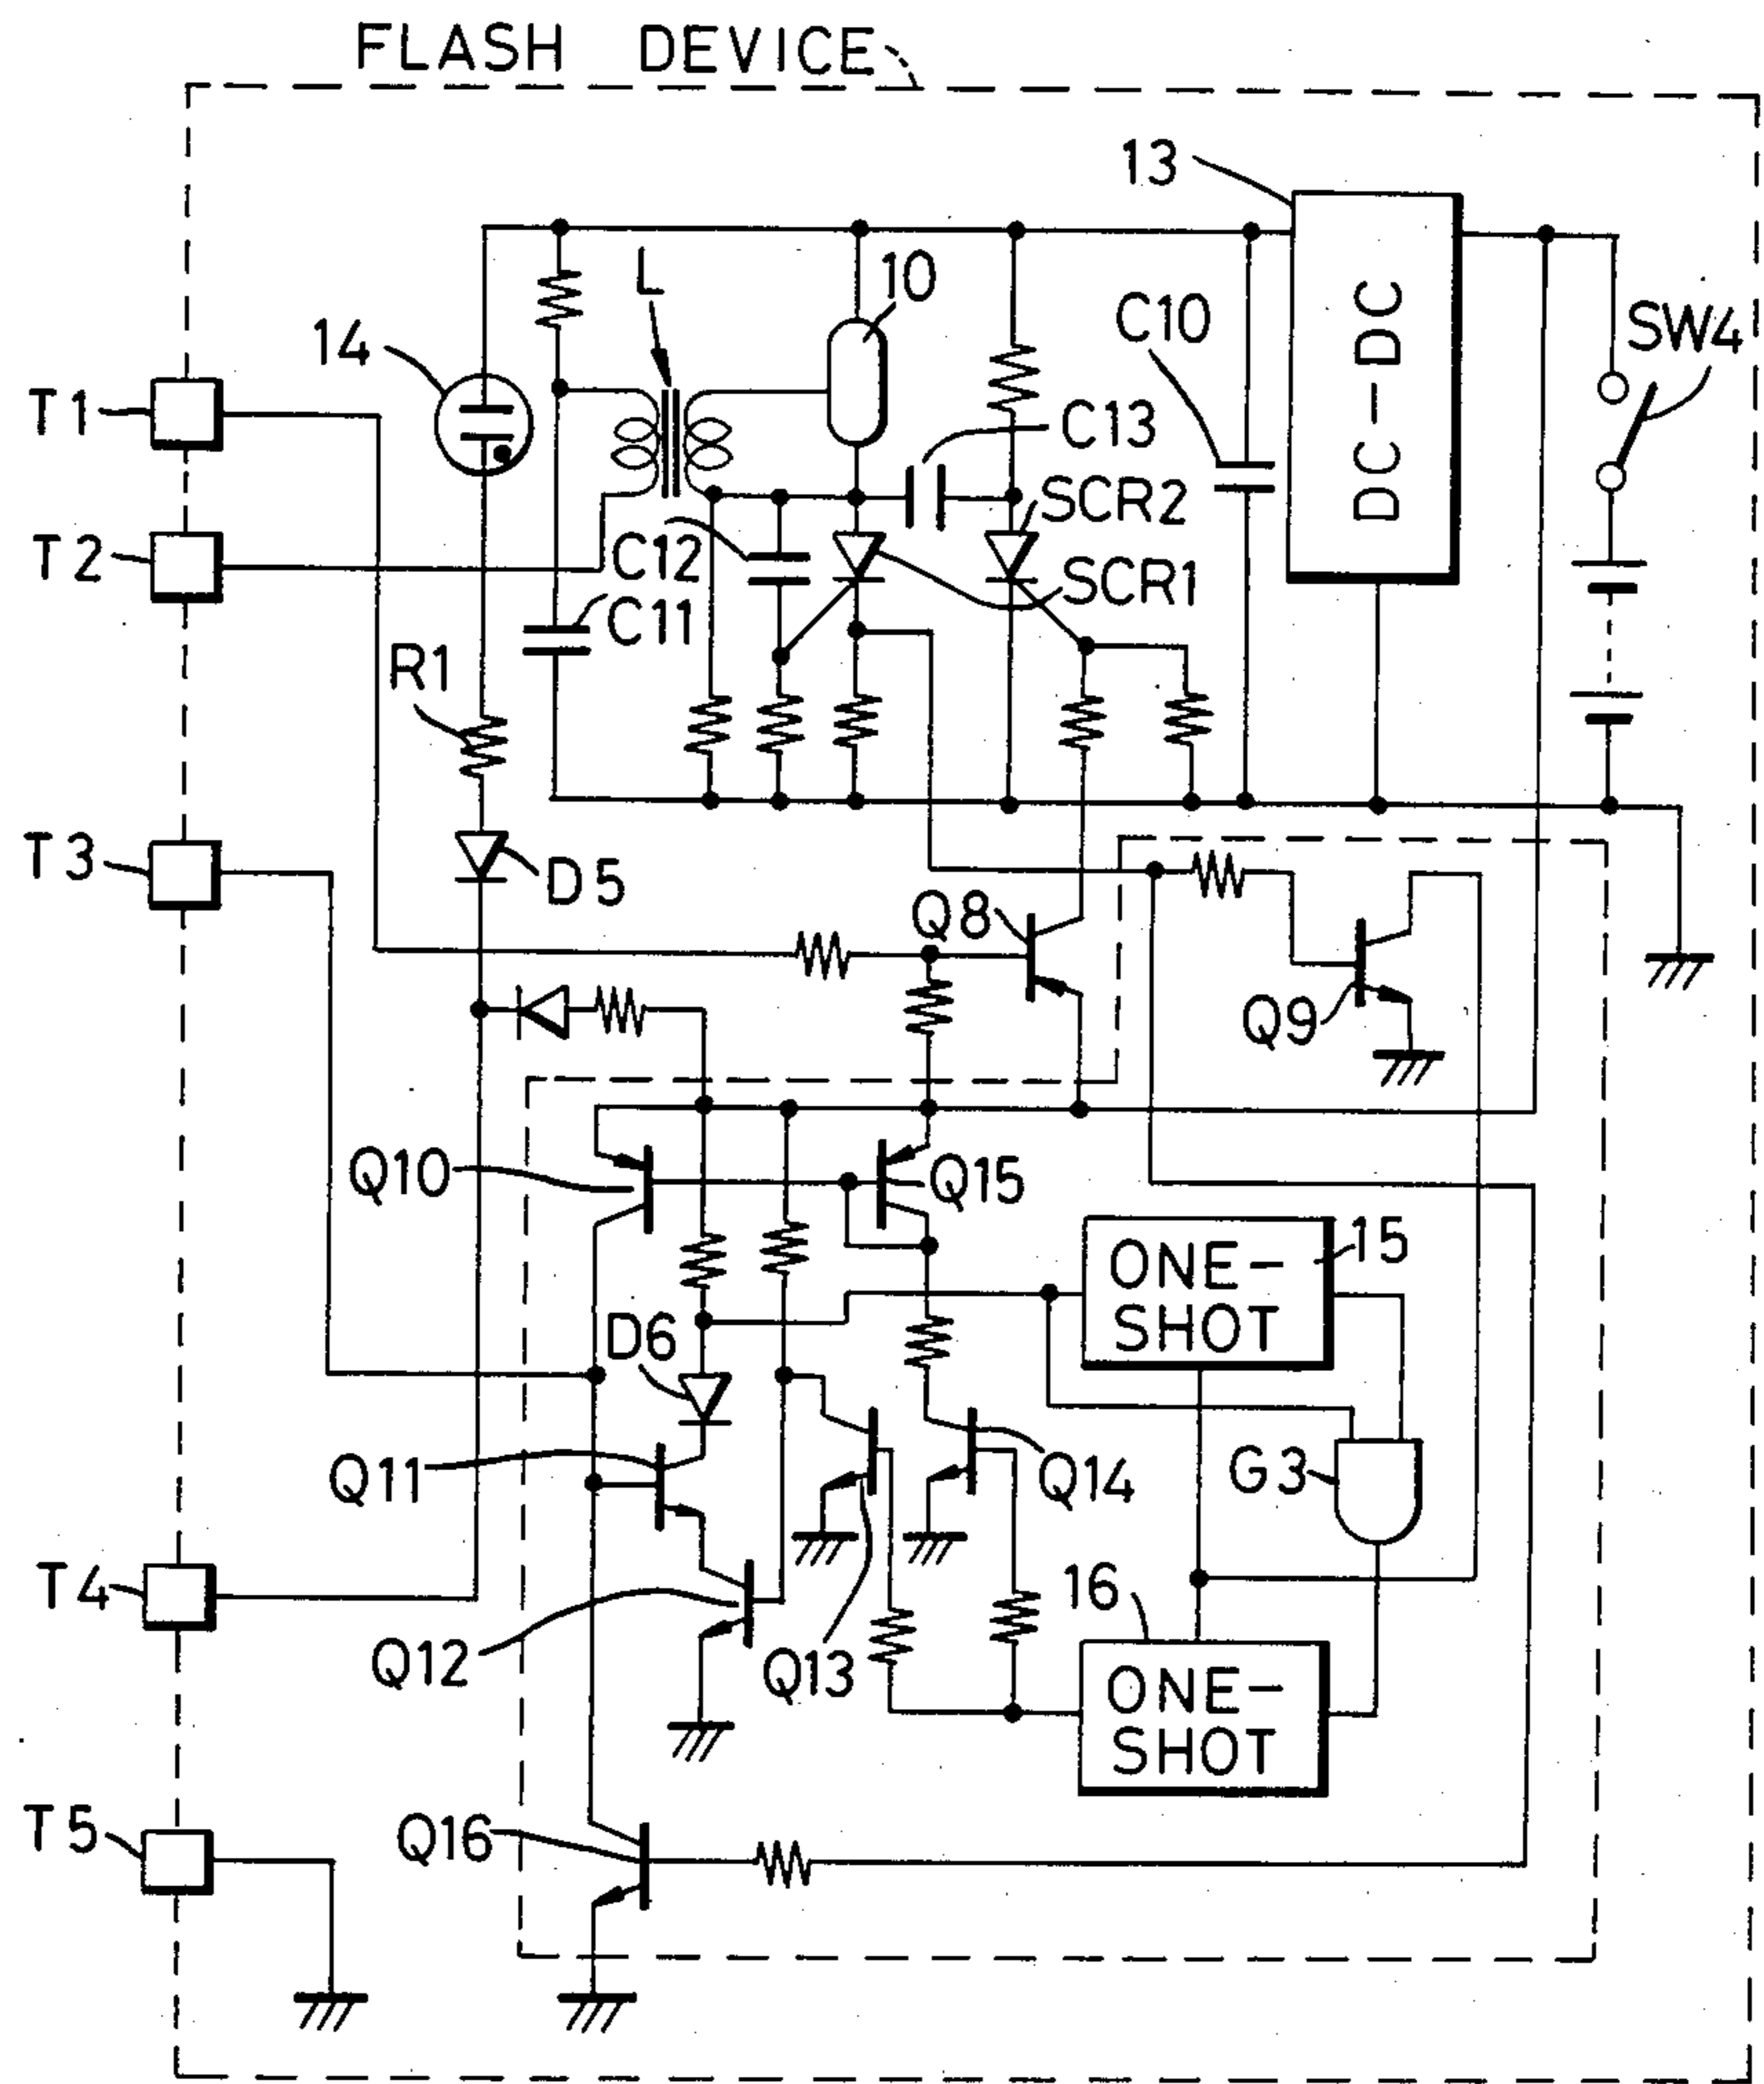 FLASH DEVICE
13
L
10
14
C10
DC-DC
SW4
T1
C13
SCR2
T2
C12
SCR1
C11
R1
T3
D5
Q8
Q9
Q10
Q15
ONE-
SHOT
15
D6
Q11
Q14
G3
T4
16
Q12
Q13
ONE-
SHOT
T5
Q16